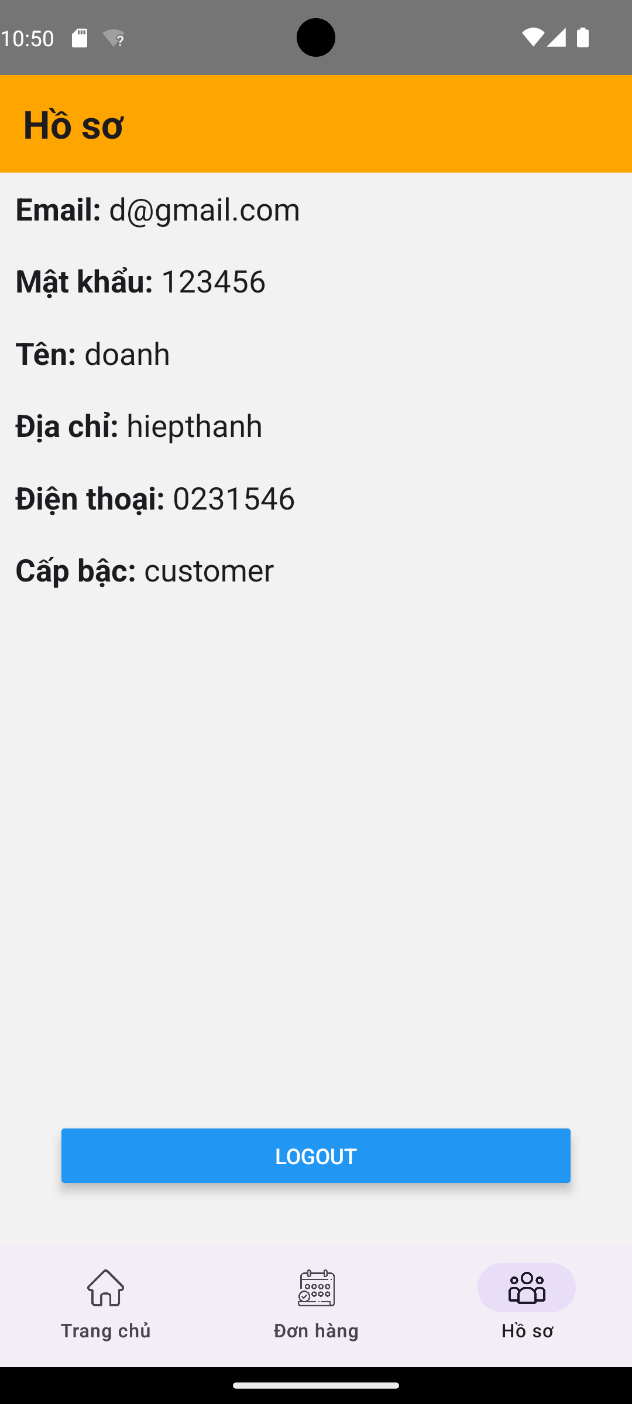 10:50
Hồ sơ
Email: d@gmail.com
Mật khẩu: 123456
Tên: doanh
Địa chỉ: hiepthanh
Điện thoại: 0231546
Cấp bậc: customer
LOGOUT
Trang chủ
Đơn hàng
Hồ sơ